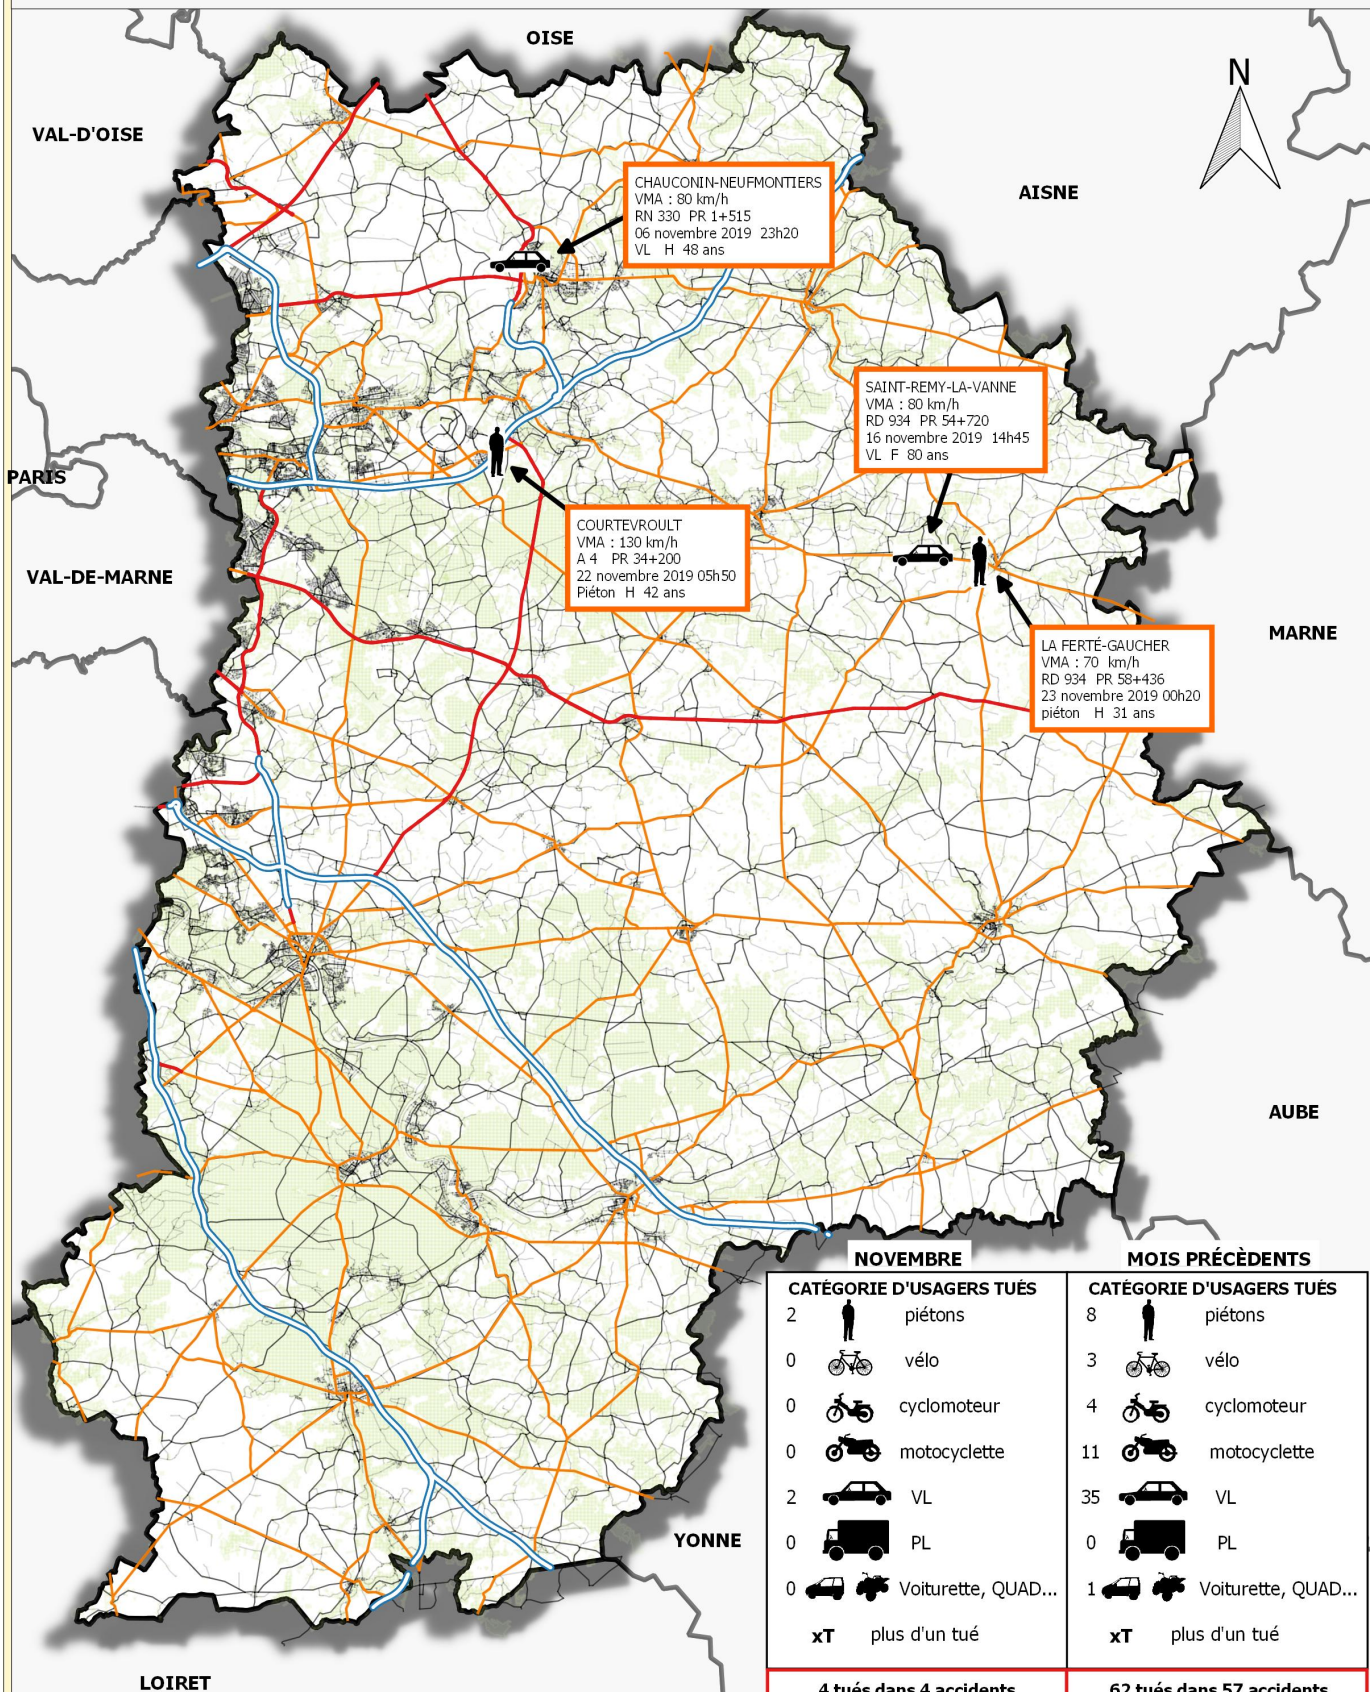 OISE
N
VAL-D'OISE
AISNE
CHAUCONIN-NEUFMONTIERS
VMA : 80 km/h
RN 330 PR 1+515
06 novembre 2019 23h20
VL H 48 ans
SAINT-REMY-LA-VANNE
VMA : 80 km/h
RD 934 PR 54+720
16 novembre 2019 14h45
VL F 80 ans
PARIS
COURTEVROULT
VMA : 130 km/h
A 4 PR 34+200
22 novembre 2019 05h50
Piéton H 42 ans
VAL-DE-MARNE
MARNE
LA FERTÉ-GAUCHER
VMA : 70 km/h
RD 934 PR 58+436
23 novembre 2019 00h20
piéton H 31 ans
AUBE
YONNE
LOIRET
NOVEMBRE
CATÉGORIE D'USAGERS TUÉS
2 piétons
0 vélo
0 cyclomoteur
0 motocyclette
2 VL
0 PL
0 Voiturette, QUAD...
xT plus d'un tué
4 tués dans 4 accidents
MOIS PRÉCÈDENTS
CATÉGORIE D'USAGERS TUÉS
8 piétons
3 vélo
4 cyclomoteur
11 motocyclette
35 VL
0 PL
1 Voiturette, QUAD...
xT plus d'un tué
62 tués dans 57 accidents